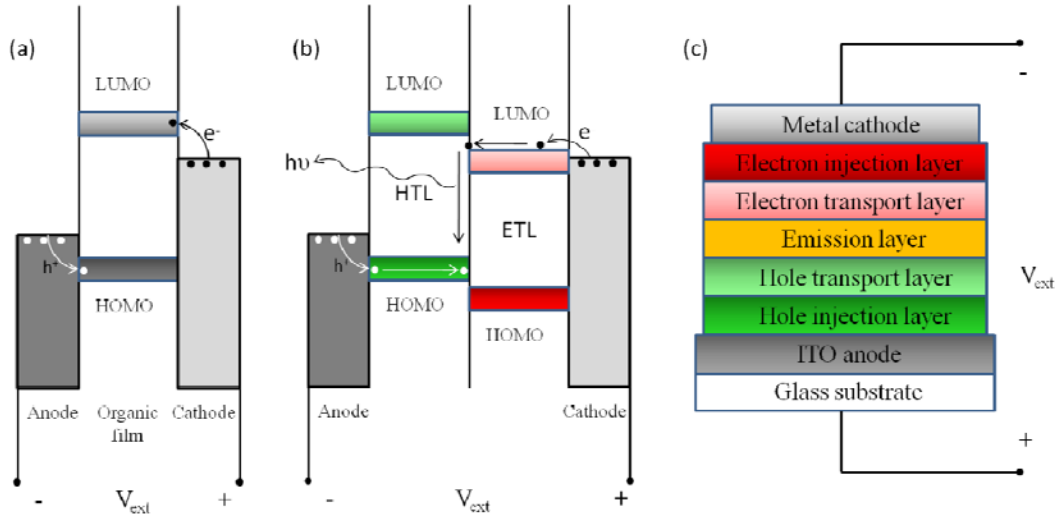 (a)
LUMO
e-
h+
HOMO
Anode
Organic
film
Cathode
-
Vext
+
(b)
LUMO
LUMO
e
hυ
HTL
ETL
h+
HOMO
HOMO
Anode
Cathode
-
Vext
+
(c)
-
Metal cathode
Electron injection layer
Electron transport layer
Emission layer
Hole transport layer
Hole injection layer
ITO anode
Glass substrate
Vext
+